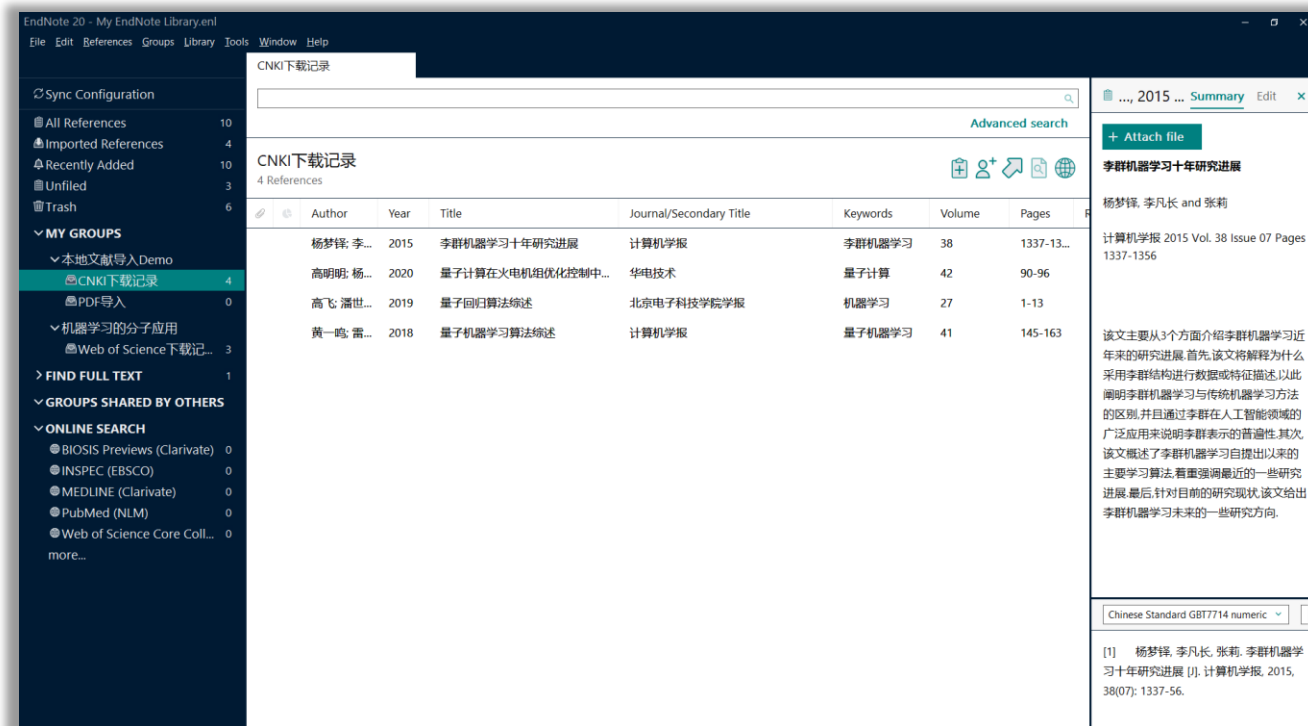 EndNote 20 - My EndNote Library.enl
File Edit References Groups Library Tools Window Help
CNKI下载记录
Sync Configuration
All References 10
Imported References 4
Recently Added 10
Unfiled 3
Trash 6
MY GROUPS
本地文献导入Demo
CNKI下载记录 4
PDF导入 0
机器学习的分子应用
Web of Science下载记... 3
FIND FULL TEXT 1
GROUPS SHARED BY OTHERS
ONLINE SEARCH
BIOSIS Previews (Clarivate) 0
INSPEC (EBSCO) 0
MEDLINE (Clarivate) 0
PubMed (NLM) 0
Web of Science Core Coll... 0
more...
Advanced search
CNKI下载记录
4 References
Author Year Title Journal/Secondary Title Keywords Volume Pages R
杨梦铎; 李... 2015 李群机器学习十年研究进展 计算机学报 李群机器学习 38 1337-13...
高明明; 杨... 2020 量子计算在火电机组优化控制中... 华电技术 量子计算 42 90-96
高飞; 潘世... 2019 量子回归算法综述 北京电子科技学院学报 机器学习 27 1-13
黄一鸣; 雷... 2018 量子机器学习算法综述 计算机学报 量子机器学习 41 145-163
..., 2015 ... Summary Edit ×
+ Attach file
李群机器学习十年研究进展
杨梦铎, 李凡长 and 张莉
计算机学报 2015 Vol. 38 Issue 07 Pages
1337-1356
该文主要从3个方面介绍李群机器学习近
年来的研究进展.首先,该文将解释为什么
采用李群结构进行数据或特征描述,以此
阐明李群机器学习与传统机器学习方法
的区别,并且通过李群在人工智能领域的
广泛应用来说明李群表示的普遍性.其次,
该文概述了李群机器学习自提出以来的
主要学习算法,着重强调最近的一些研究
进展.最后,针对目前的研究现状,该文给出
李群机器学习未来的一些研究方向.
Chinese Standard GBT7714 numeric
[1] 杨梦铎, 李凡长, 张莉. 李群机器学
习十年研究进展 [J]. 计算机学报, 2015,
38(07): 1337-56.